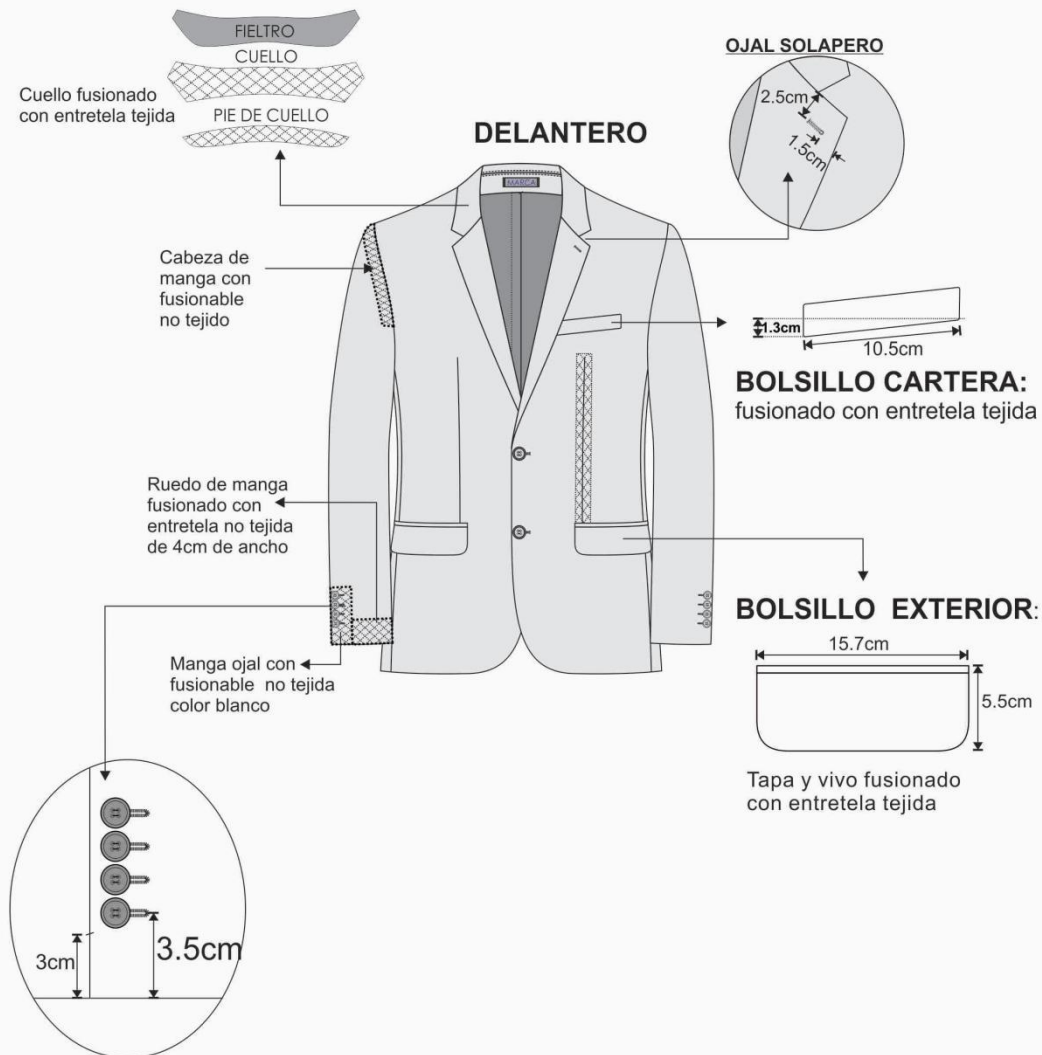 FIELTRO
CUELLO
Cuello fusionado
con entretela tejida
PIE DE CUELLO
DELANTERO
OJAL SOLAPERO
2.5cm
1.5cm
MARCA
Cabeza de
manga con
fusionable
no tejido
1.3cm
10.5cm
BOLSILLO CARTERA:
fusionado con entretela tejida
Ruedo de manga
fusionado con
entretela no tejida
de 4cm de ancho
Manga ojal con
fusionable no tejida
color blanco
BOLSILLO EXTERIOR:
15.7cm
5.5cm
Tapa y vivo fusionado
con entretela tejida
3cm
3.5cm